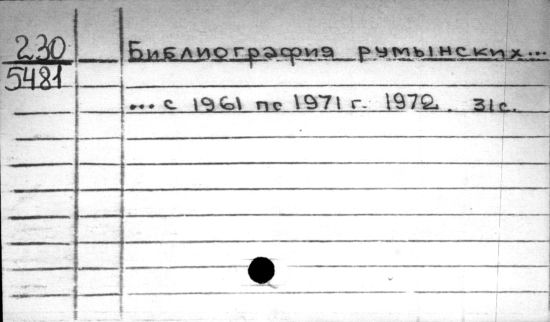 230 Библиография румынских...
5481
... с 1961 по 1971 г. 1972. 31с.